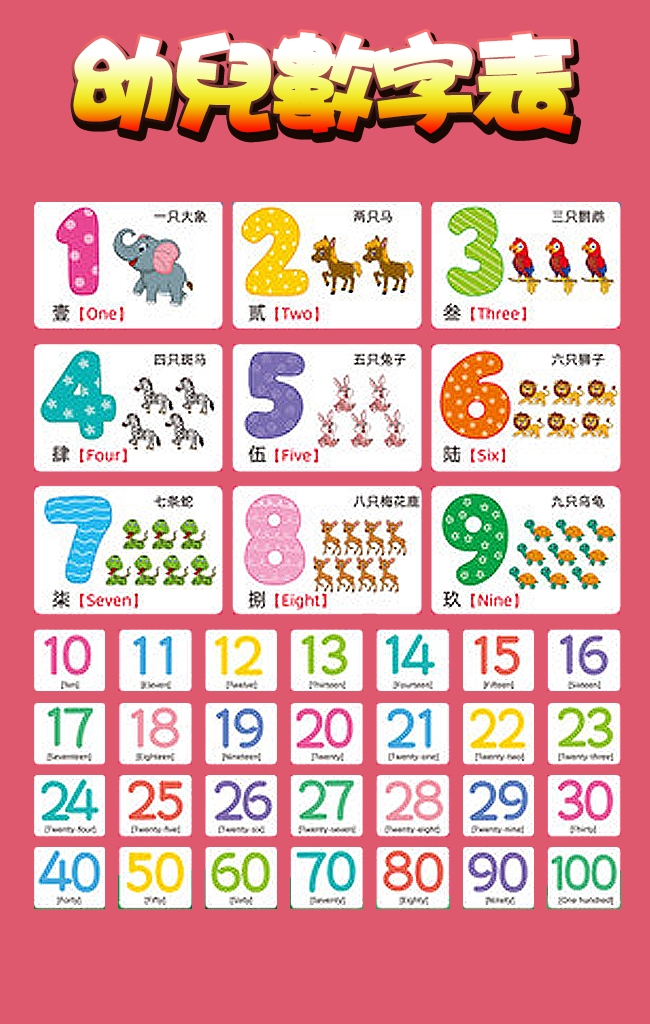 幼兒數字表
1 一只大象
壹【One】
2 两只马
贰【Two】
3 三只鹦鹉
叁【Three】
4 四只斑马
肆【Four】
5 五只兔子
伍【Five】
6 六只狮子
陆【Six】
7 七条蛇
柒【Seven】
8 八只梅花鹿
捌【Eight】
9 九只乌龟
玖【Nine】
10 11 12 13 14 15 16
[Ten] [Eleven] [Twelve] [Thirteen] [Fourteen] [Fifteen] [Sixteen]
17 18 19 20 21 22 23
[Seventeen] [Eighteen] [Nineteen] [Twenty] [Twenty-one] [Twenty-two] [Twenty-three]
24 25 26 27 28 29 30
[Twenty-four] [Twenty-five] [Twenty-six] [Twenty-seven] [Twenty-eight] [Twenty-nine] [Thirty]
40 50 60 70 80 90 100
[Forty] [Fifty] [Sixty] [Seventy] [Eighty] [Ninety] [One hundred]